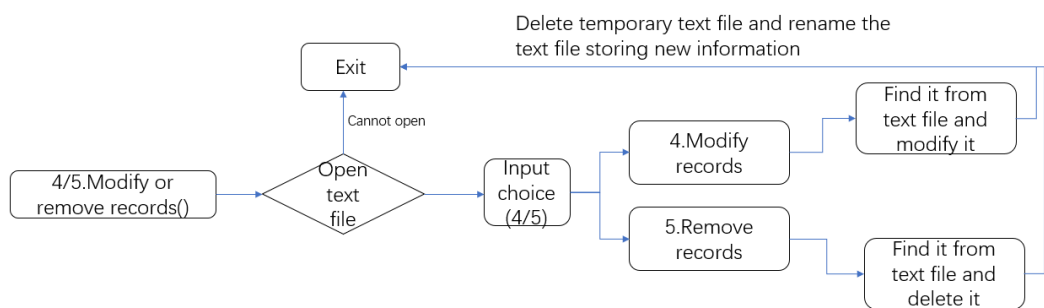 Delete temporary text file and rename the
text file storing new information
Exit
Cannot open
4/5.Modify or
remove records()
Open
text
file
Input
choice
(4/5)
4.Modify
records
Find it from
text file and
modify it
5.Remove
records
Find it from
text file and
delete it